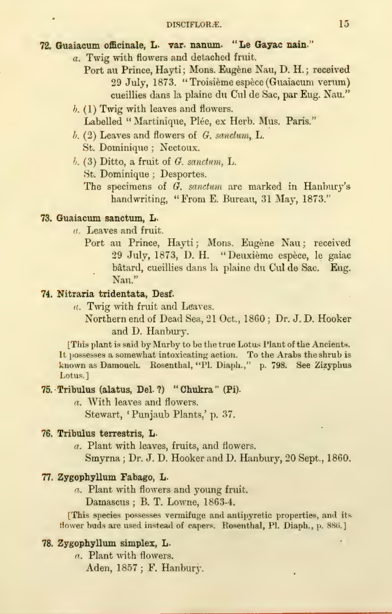 DISCIFLORÆ. 15
72. Guaiacum officinale, L. var. nanum. "Le Gayac nain."
a. Twig with flowers and detached fruit.
Port au Prince, Hayti; Mons. Eugène Nau, D. H.; received
29 July, 1873. "Troisième espèce (Guaiacum verum)
cueillies dans la plaine du Cul de Sac, par Eug. Nau."
b. (1) Twig with leaves and flowers.
Labelled "Martinique, Plée, ex Herb. Mus. Paris."
b. (2) Leaves and flowers of G. sanctum, L.
St. Dominique; Nectoux.
b. (3) Ditto, a fruit of G. sanctum, L.
St. Dominique; Desportes.
The specimens of G. sanctum are marked in Hanbury's
handwriting, "From E. Bureau, 31 May, 1873."
73. Guaiacum sanctum, L.
a. Leaves and fruit.
Port au Prince, Hayti; Mons. Eugène Nau; received
29 July, 1873, D. H. "Deuxième espèce, le gaiac
bâtard, cueillies dans la plaine du Cul de Sac. Eug.
Nau."
74. Nitraria tridentata, Desf.
a. Twig with fruit and Leaves.
Northern end of Dead Sea, 21 Oct., 1860; Dr. J. D. Hooker
and D. Hanbury.
[This plant is said by Murby to be the true Lotus Plant of the Ancients.
It possesses a somewhat intoxicating action. To the Arabs the shrub is
known as Damouch. Rosenthal, "Pl. Diaph.," p. 798. See Zizyphus
Lotus.]
75. Tribulus (alatus, Del. ?) "Chukra" (Pi).
a. With leaves and flowers.
Stewart, 'Punjaub Plants,' p. 37.
76. Tribulus terrestris, L.
a. Plant with leaves, fruits, and flowers.
Smyrna; Dr. J. D. Hooker and D. Hanbury, 20 Sept., 1860.
77. Zygophyllum Fabago, L.
a. Plant with flowers and young fruit.
Damascus; B. T. Lowne, 1863-4.
[This species possesses vermifuge and antipyretic properties, and its
flower buds are used instead of capers. Rosenthal, Pl. Diaph., p. 886.]
78. Zygophyllum simplex, L.
a. Plant with flowers.
Aden, 1857; F. Hanbury.